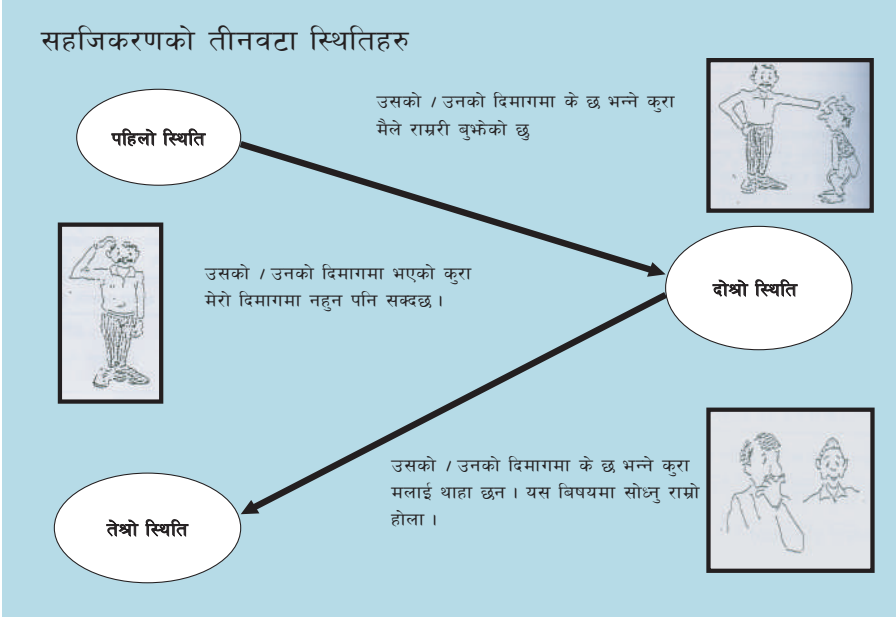 सहजिकरणको तीनवटा स्थितिहरु
पहिलो स्थिति
उसको / उनको दिमागमा के छ भन्ने कुरा
मैले राम्ररी बुझेको छु
उसको / उनको दिमागमा भएको कुरा
मेरो दिमागमा नहुन पनि सक्दछ ।
दोश्रो स्थिति
उसको / उनको दिमागमा के छ भन्ने कुरा
मलाई थाहा छन । यस बिषयमा सोध्नु राम्रो
होला ।
तेश्रो स्थिति